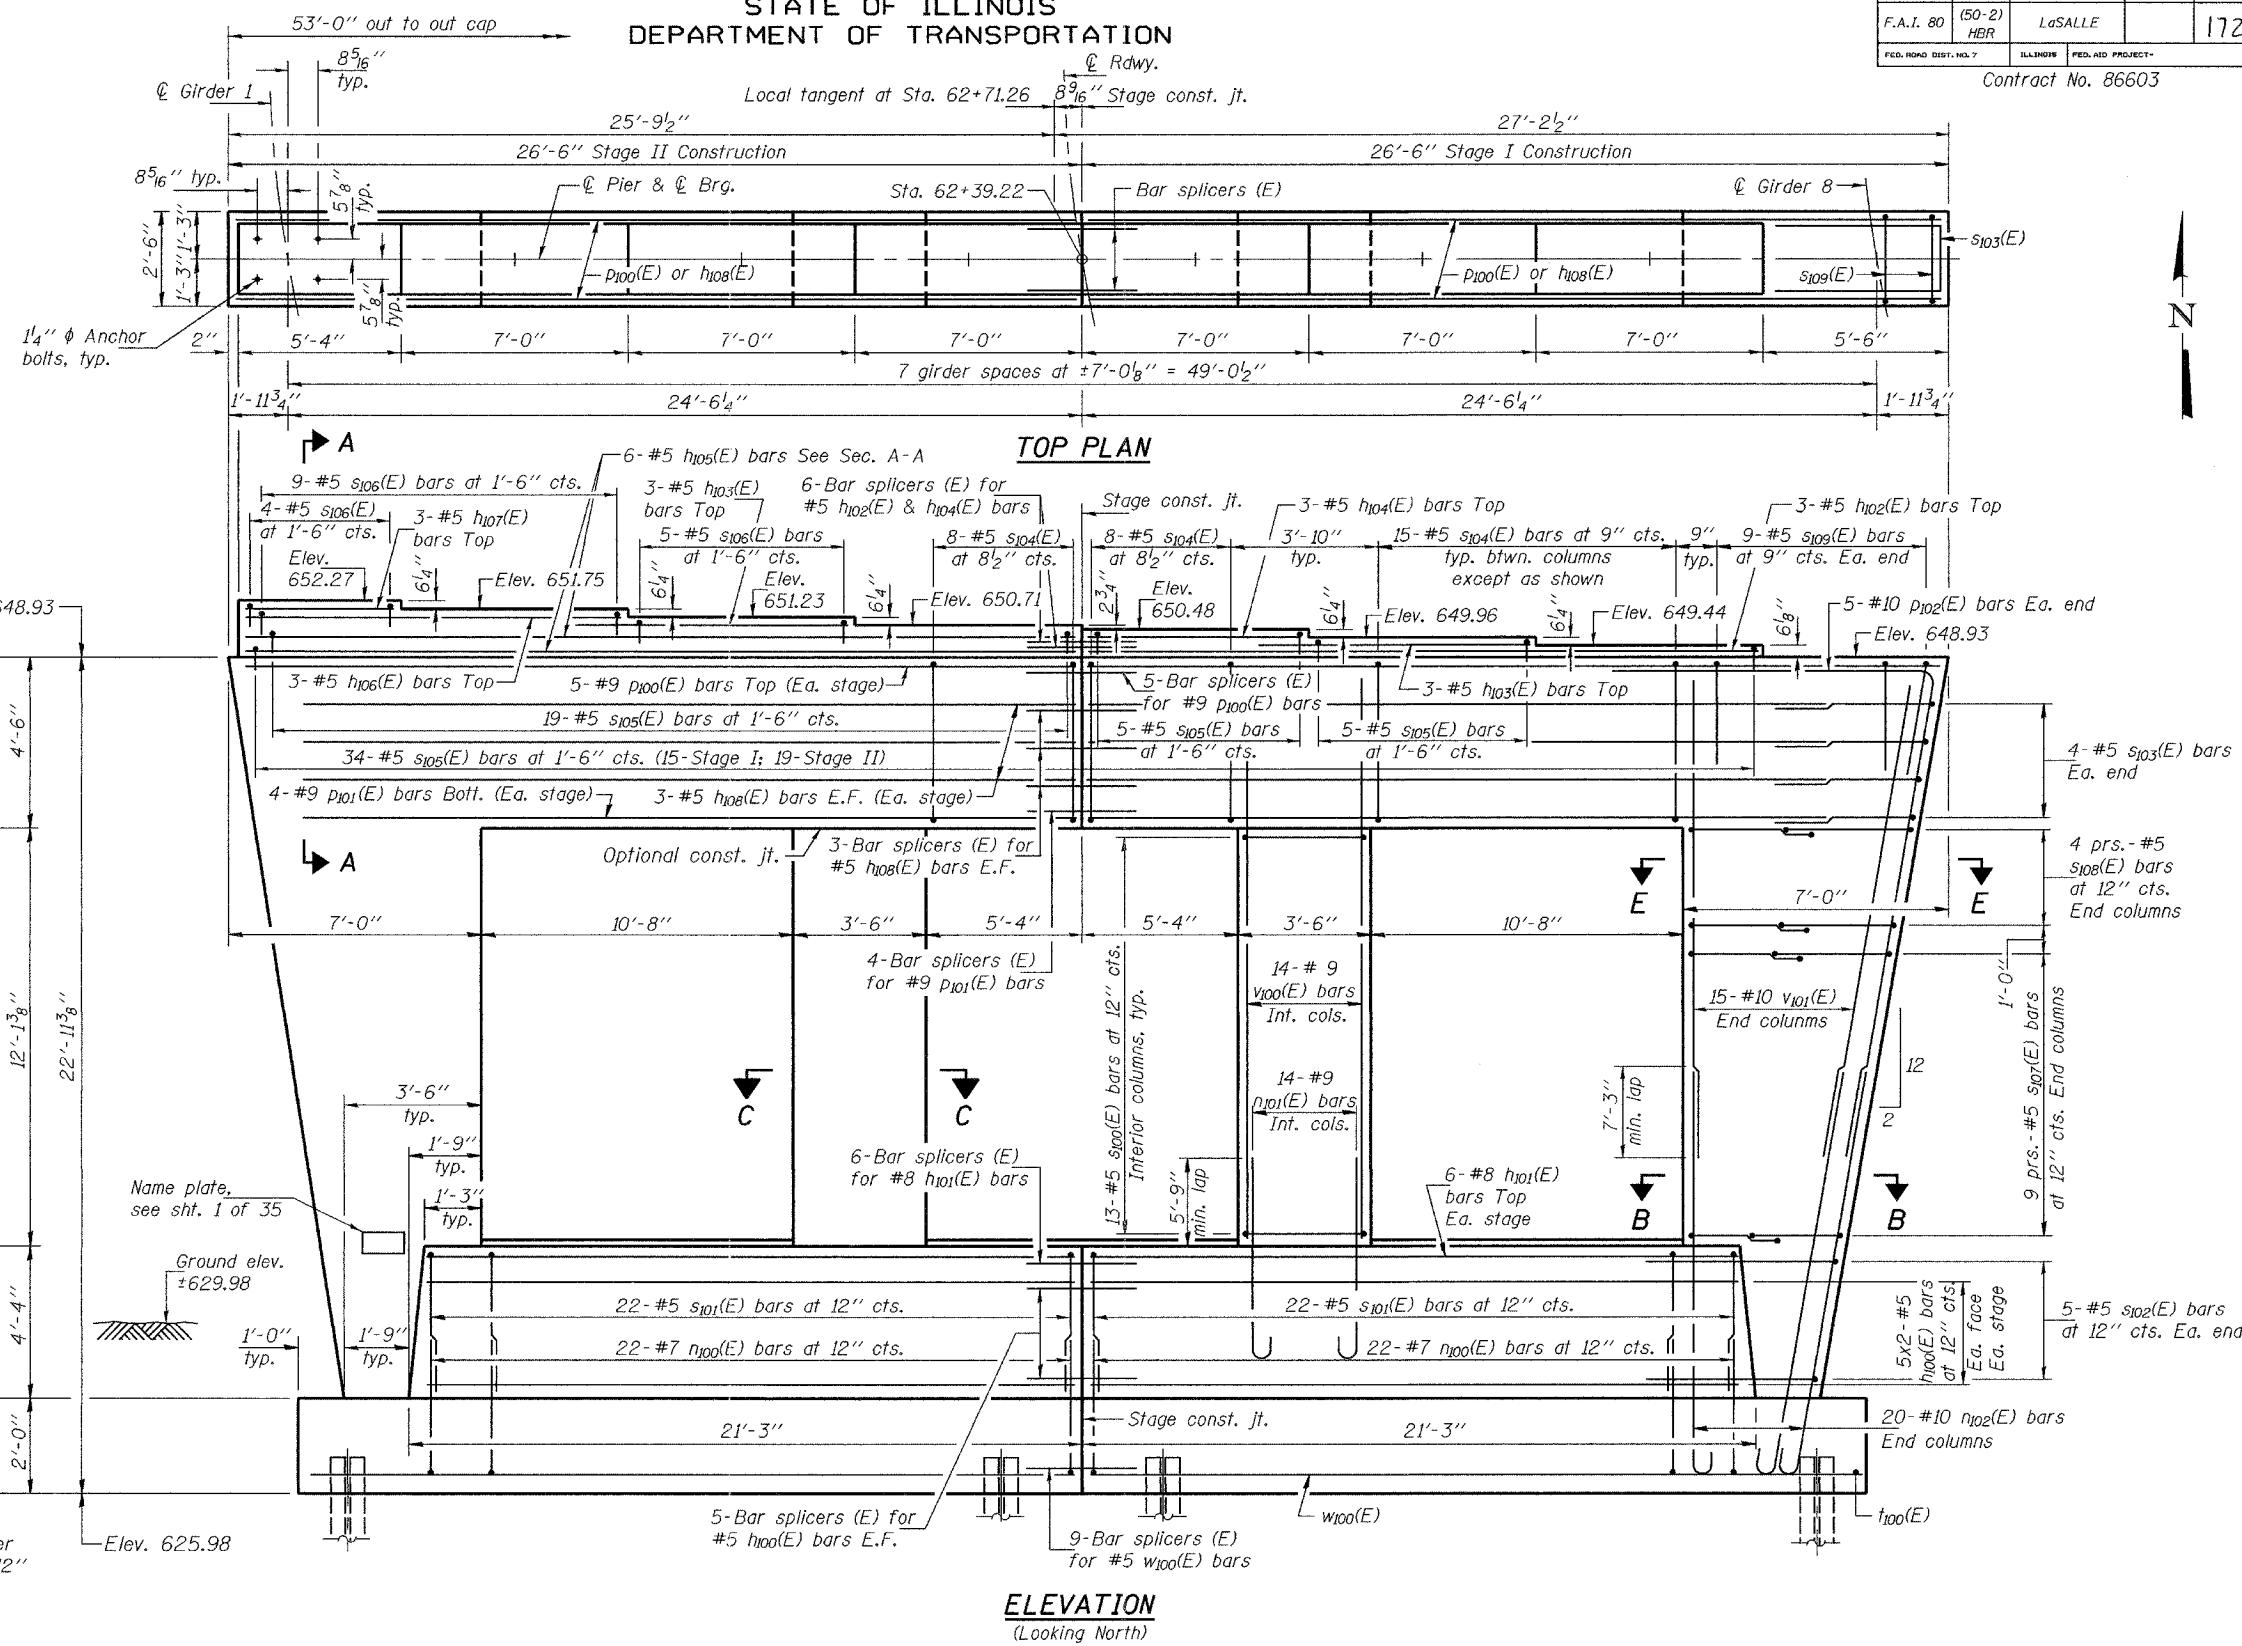 STATE OF ILLINOIS
DEPARTMENT OF TRANSPORTATION
F.A.I. 80
(50-2)
HBR
LaSALLE
172
FED. ROAD DIST. NO. 7
ILLINOIS
FED. AID PROJECT-
Contract No. 86603
53'-0" out to out cap
8 5/16"
typ.
℄ Girder 1
℄ Rdwy.
Local tangent at Sta. 62+71.26
8 9/16"
Stage const. jt.
25'-9 1/2"
27'-2 1/2"
26'-6" Stage II Construction
26'-6" Stage I Construction
8 5/16" typ.
5 7/8"
typ.
℄ Pier & ℄ Brg.
Sta. 62+39.22
Bar splicers (E)
℄ Girder 8
2'-6"
1'-3"
1'-3"
p100(E) or h108(E)
p100(E) or h108(E)
s109(E)
s103(E)
5 7/8"
typ.
N
1 1/4" ϕ Anchor
bolts, typ.
2"
5'-4"
7'-0"
7'-0"
7'-0"
7'-0"
7'-0"
7'-0"
5'-6"
7 girder spaces at ±7'-0 1/8" = 49'-0 1/2"
1'-11 3/4"
24'-6 1/4"
24'-6 1/4"
1'-11 3/4"
A
TOP PLAN
6-#5 h105(E) bars See Sec. A-A
9-#5 s106(E) bars at 1'-6" cts.
3-#5 h103(E)
bars Top
6-Bar splicers (E) for
#5 h102(E) & h104(E) bars
Stage const. jt.
3-#5 h104(E) bars Top
3-#5 h102(E) bars Top
4-#5 s106(E)
at 1'-6" cts.
3-#5 h107(E)
bars Top
5-#5 s106(E) bars
at 1'-6" cts.
8-#5 s104(E)
at 8 1/2" cts.
8-#5 s104(E)
at 8 1/2" cts.
3'-10"
typ.
15-#5 s104(E) bars at 9" cts.
typ. btwn. columns
except as shown
9"
typ.
9-#5 s109(E) bars
at 9" cts. Ea. end
Elev.
652.27
6 1/4"
Elev. 651.75
6 1/4"
Elev.
651.23
6 1/4"
Elev. 650.71
2 3/4"
Elev.
650.48
6 1/4"
Elev. 649.96
6 1/4"
Elev. 649.44
6 1/8"
5-#10 p102(E) bars Ea. end
Elev. 648.93
648.93
3-#5 h106(E) bars Top
5-#9 p100(E) bars Top (Ea. stage)
5-Bar splicers (E)
for #9 p100(E) bars
3-#5 h103(E) bars Top
19-#5 s105(E) bars at 1'-6" cts.
5-#5 s105(E) bars
at 1'-6" cts.
5-#5 s105(E) bars
at 1'-6" cts.
34-#5 s105(E) bars at 1'-6" cts. (15-Stage I; 19-Stage II)
4-#5 s103(E) bars
Ea. end
4'-6"
4-#9 p101(E) bars Bott. (Ea. stage)
3-#5 h108(E) bars E.F. (Ea. stage)
A
Optional const. jt.
3-Bar splicers (E) for
#5 h108(E) bars E.F.
E
E
4 prs.-#5
s108(E) bars
at 12" cts.
End columns
7'-0"
10'-8"
3'-6"
5'-4"
5'-4"
3'-6"
10'-8"
7'-0"
4-Bar splicers (E)
for #9 p101(E) bars
14-# 9
v100(E) bars
Int. cols.
15-#10 v101(E)
End colunms
1'-0"
12'-1 3/8"
22'-11 3/8"
13-#5 s100(E) bars at 12" cts.
Interior columns, typ.
14-#9
n101(E) bars
Int. cols.
7'-3"
min. lap
12
2
9 prs.-#5 s107(E) bars
at 12" cts. End columns
C
C
3'-6"
typ.
1'-9"
typ.
1'-3"
typ.
6-Bar splicers (E)
for #8 h101(E) bars
5'-9"
min. lap
6-#8 h101(E)
bars Top
Ea. stage
B
B
Name plate,
see sht. 1 of 35
Ground elev.
±629.98
22-#5 s101(E) bars at 12" cts.
22-#5 s101(E) bars at 12" cts.
22-#7 n100(E) bars at 12" cts.
22-#7 n100(E) bars at 12" cts.
1'-0"
typ.
1'-9"
typ.
4'-4"
5x2-#5
h100(E) bars
at 12" cts.
Ea. face
Ea. stage
5-#5 s102(E) bars
at 12" cts. Ea. end
2'-0"
21'-3"
Stage const. jt.
21'-3"
20-#10 n102(E) bars
End columns
5-Bar splicers (E) for
#5 h100(E) bars E.F.
9-Bar splicers (E)
for #5 w100(E) bars
w100(E)
t100(E)
Elev. 625.98
ELEVATION
(Looking North)